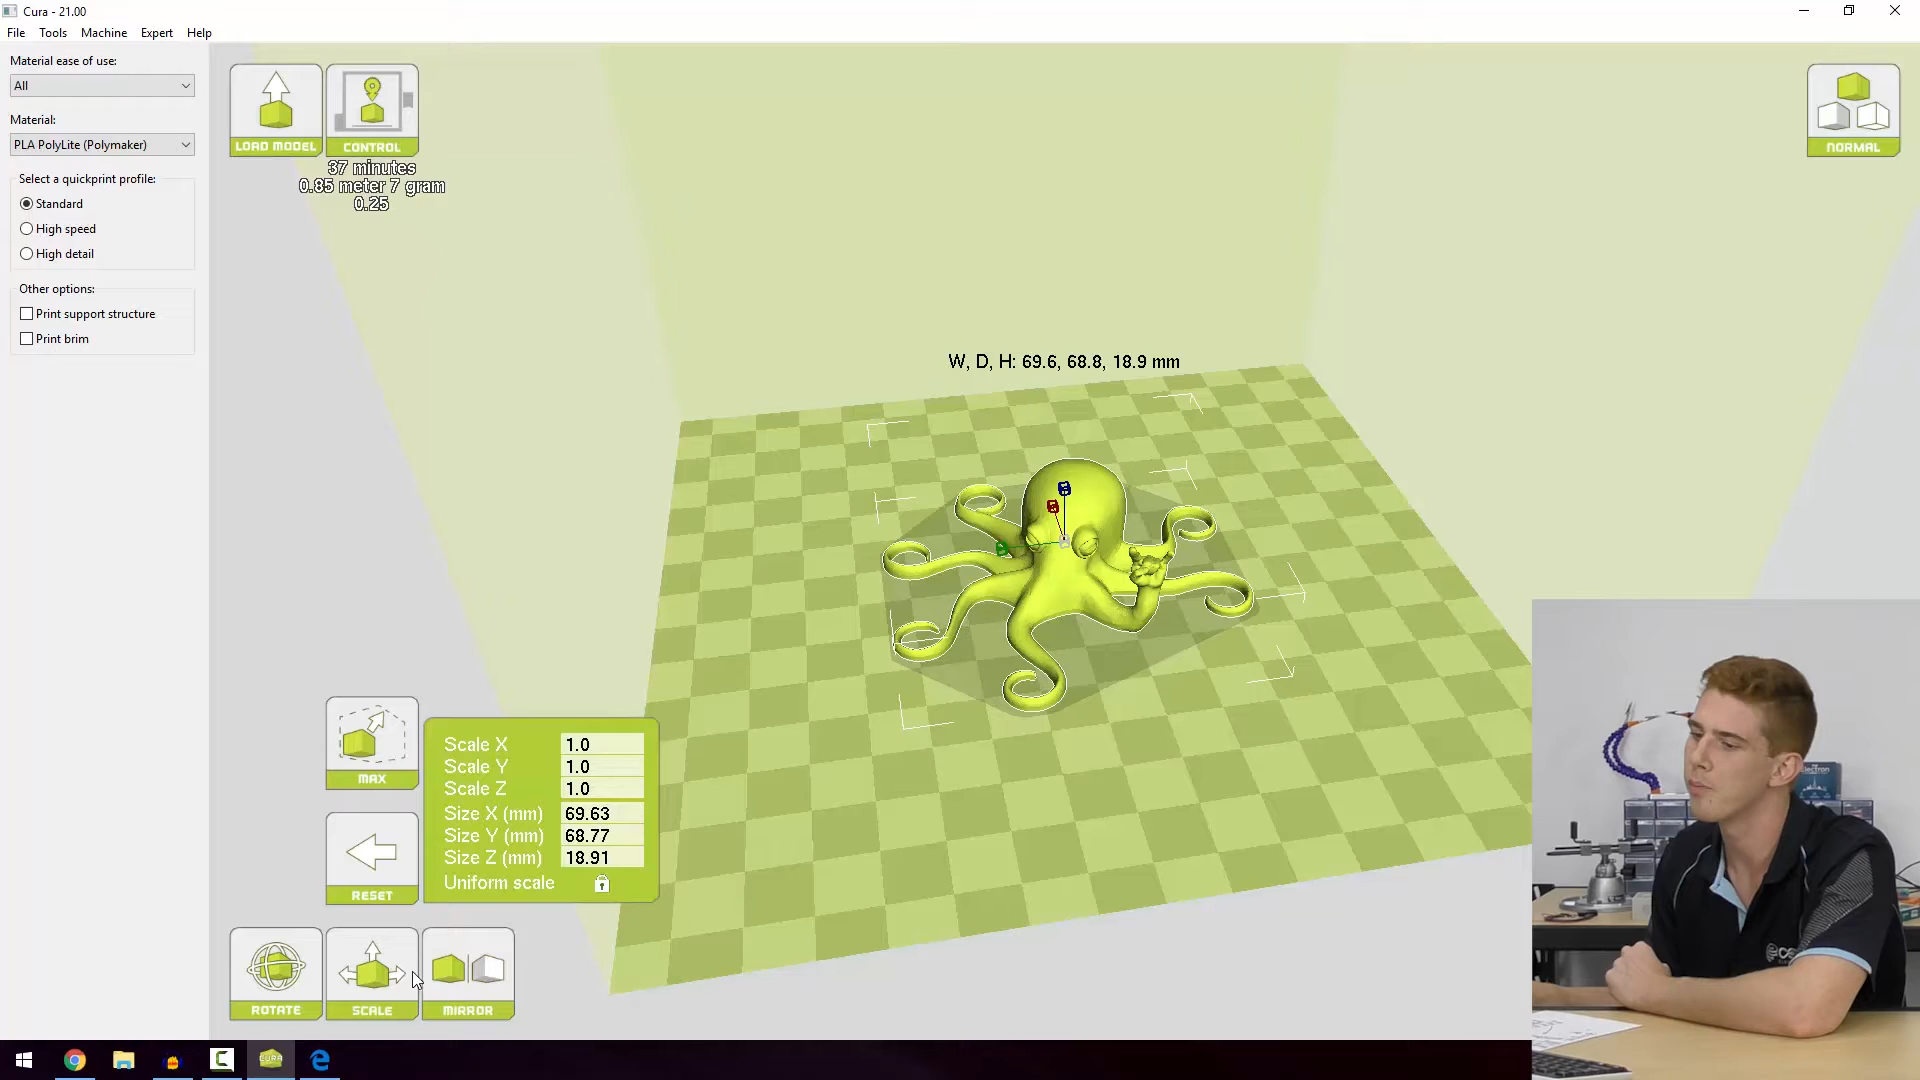 Cura - 21.00
File Tools Machine Expert Help
Material ease of use:
All
Material:
PLA PolyLite (Polymaker)
Select a quickprint profile:
Standard
High speed
High detail
Other options:
Print support structure
Print brim
LOAD MODEL
CONTROL
37 minutes
0.85 meter 7 gram
0.25
NORMAL
W, D, H: 69.6, 68.8, 18.9 mm
MAX
Scale X 1.0
Scale Y 1.0
Scale Z 1.0
Size X (mm) 69.63
Size Y (mm) 68.77
Size Z (mm) 18.91
Uniform scale
RESET
ROTATE
SCALE
MIRROR
CURA